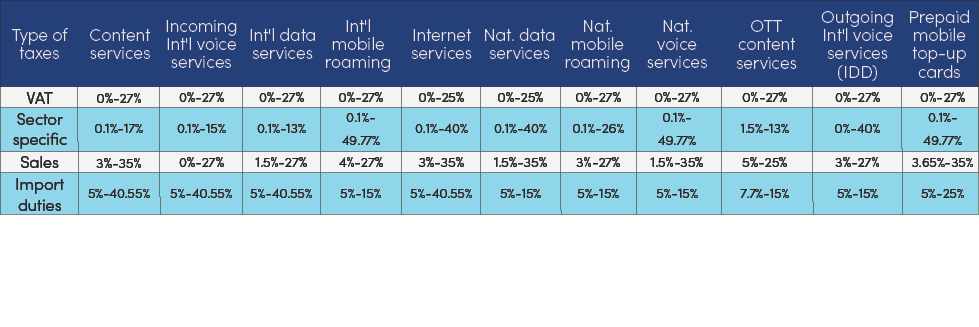 Type of taxes Content services Incoming Int'l voice services Int'l data services Int'l mobile roaming Internet services Nat. data services Nat. mobile roaming Nat. voice services OTT content services Outgoing Int'l voice services (IDD) Prepaid mobile top-up cards
VAT 0%-27% 0%-27% 0%-27% 0%-27% 0%-25% 0%-25% 0%-27% 0%-27% 0%-27% 0%-27% 0%-27%
Sector specific 0.1%-17% 0.1%-15% 0.1%-13% 0.1%-49.77% 0.1%-40% 0.1%-40% 0.1%-26% 0.1%-49.77% 1.5%-13% 0%-40% 0.1%-49.77%
Sales 3%-35% 0%-27% 1.5%-27% 4%-27% 3%-35% 1.5%-35% 3%-27% 1.5%-35% 5%-25% 3%-27% 3.65%-35%
Import duties 5%-40.55% 5%-40.55% 5%-40.55% 5%-15% 5%-40.55% 5%-15% 5%-15% 5%-15% 7.7%-15% 5%-15% 5%-25%